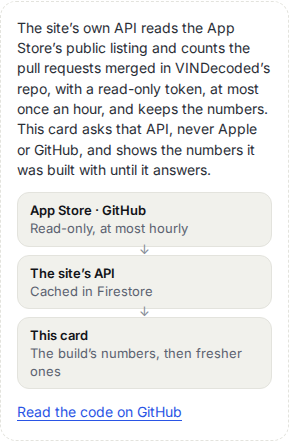 The site’s own API reads the App
Store’s public listing and counts the
pull requests merged in VINDecoded’s
repo, with a read-only token, at most
once an hour, and keeps the numbers.
This card asks that API, never Apple
or GitHub, and shows the numbers it
was built with until it answers.
App Store · GitHub
Read-only, at most hourly
↓
The site’s API
Cached in Firestore
↓
This card
The build’s numbers, then fresher
ones
Read the code on GitHub